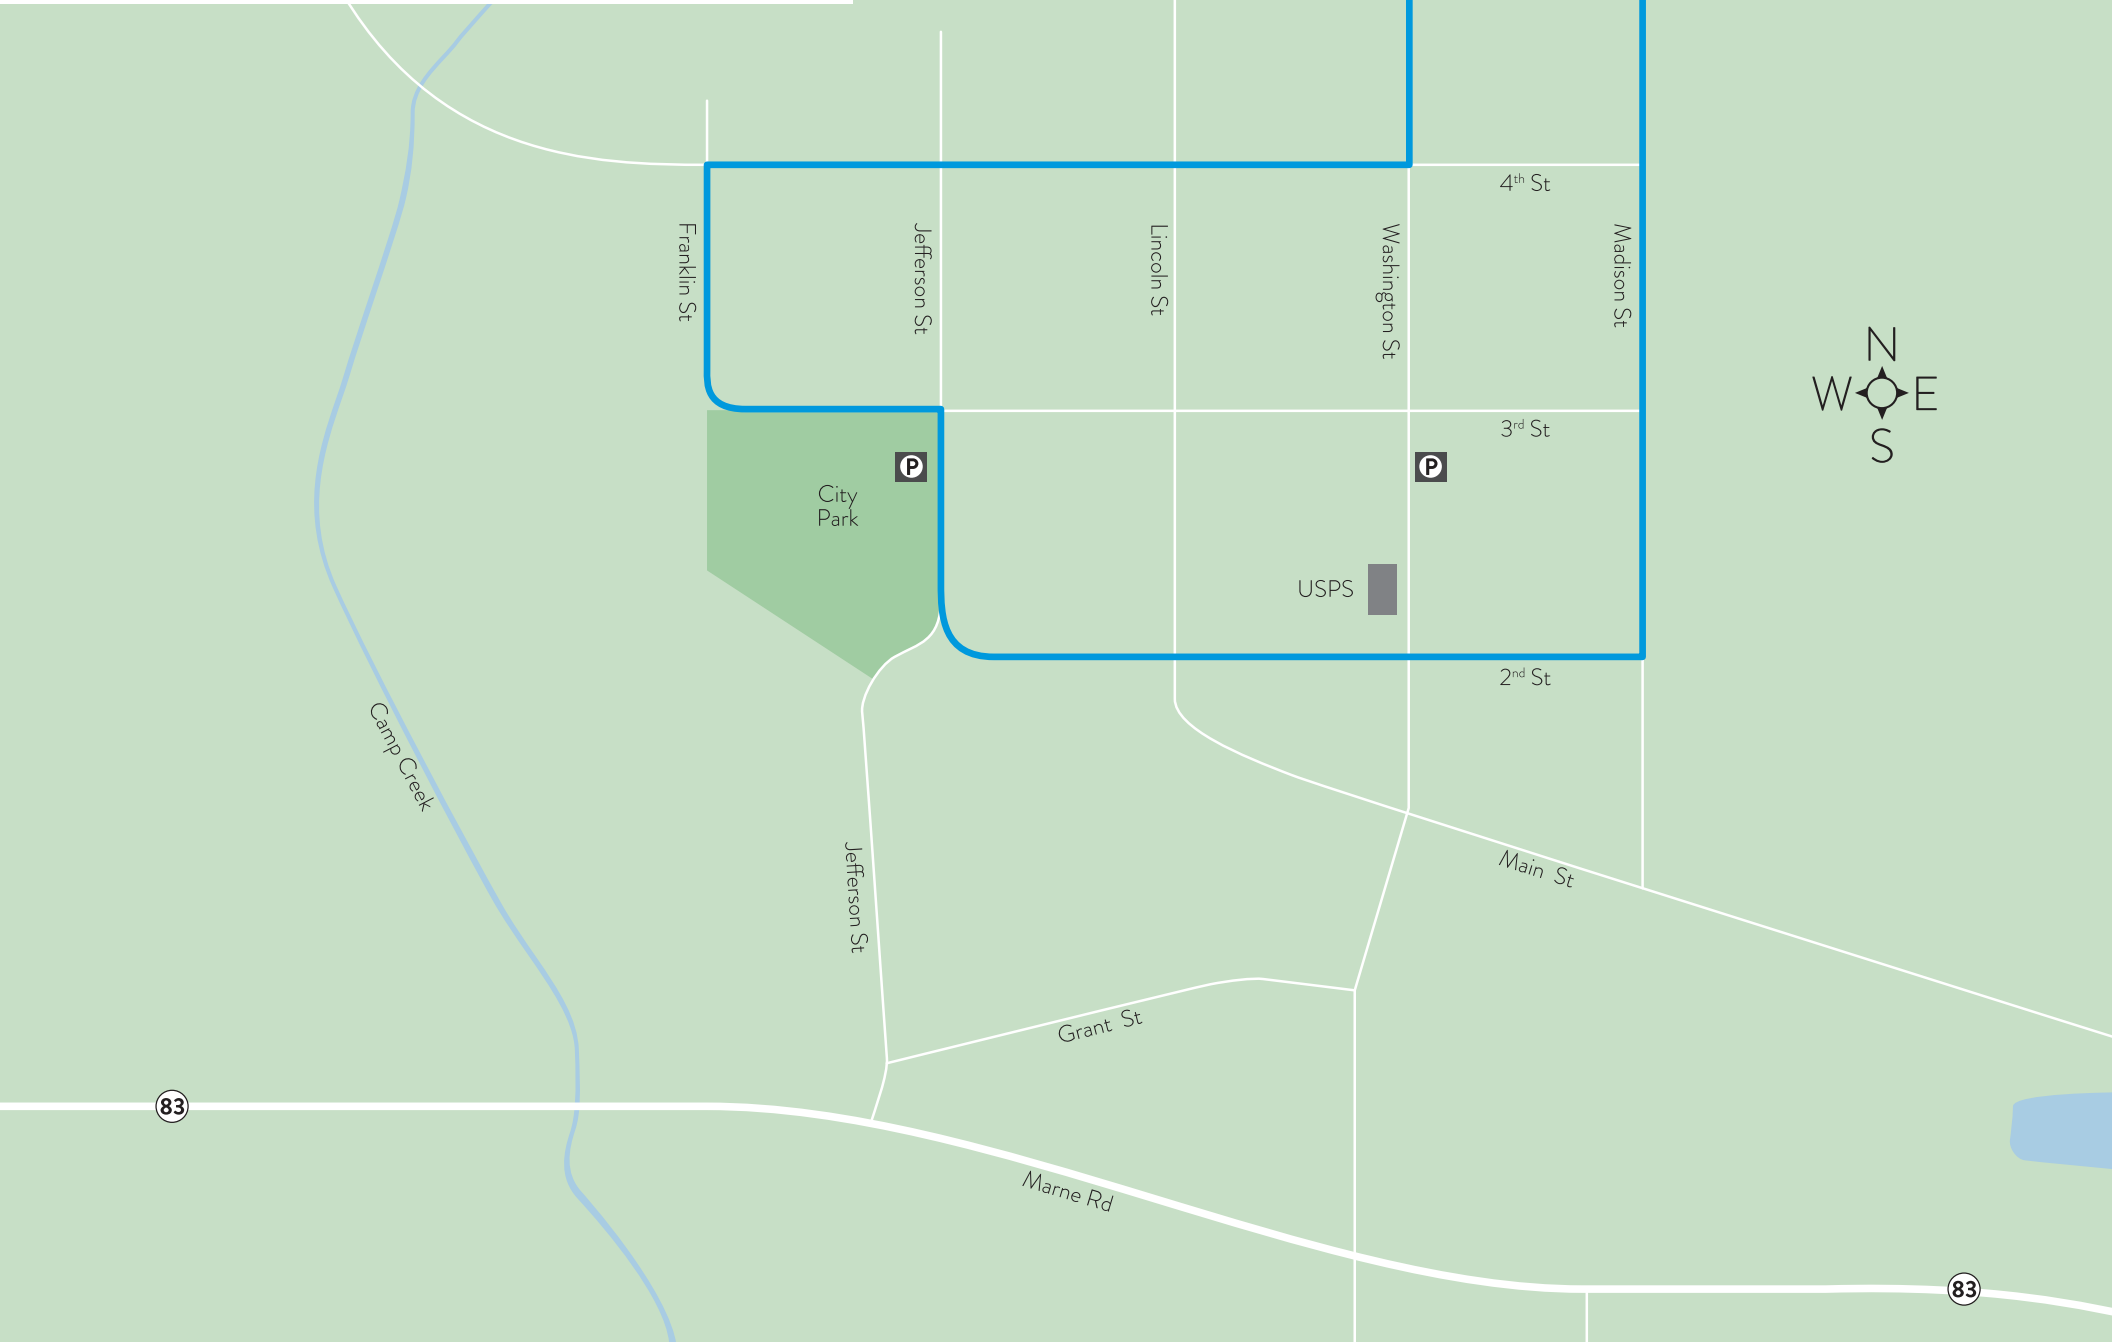 4th St
Franklin St
Jefferson St
Lincoln St
Washington St
Madison St
N
W E
S
3rd St
P
P
City
Park
USPS
2nd St
Camp Creek
Jefferson St
Main St
Grant St
83
Marne Rd
83